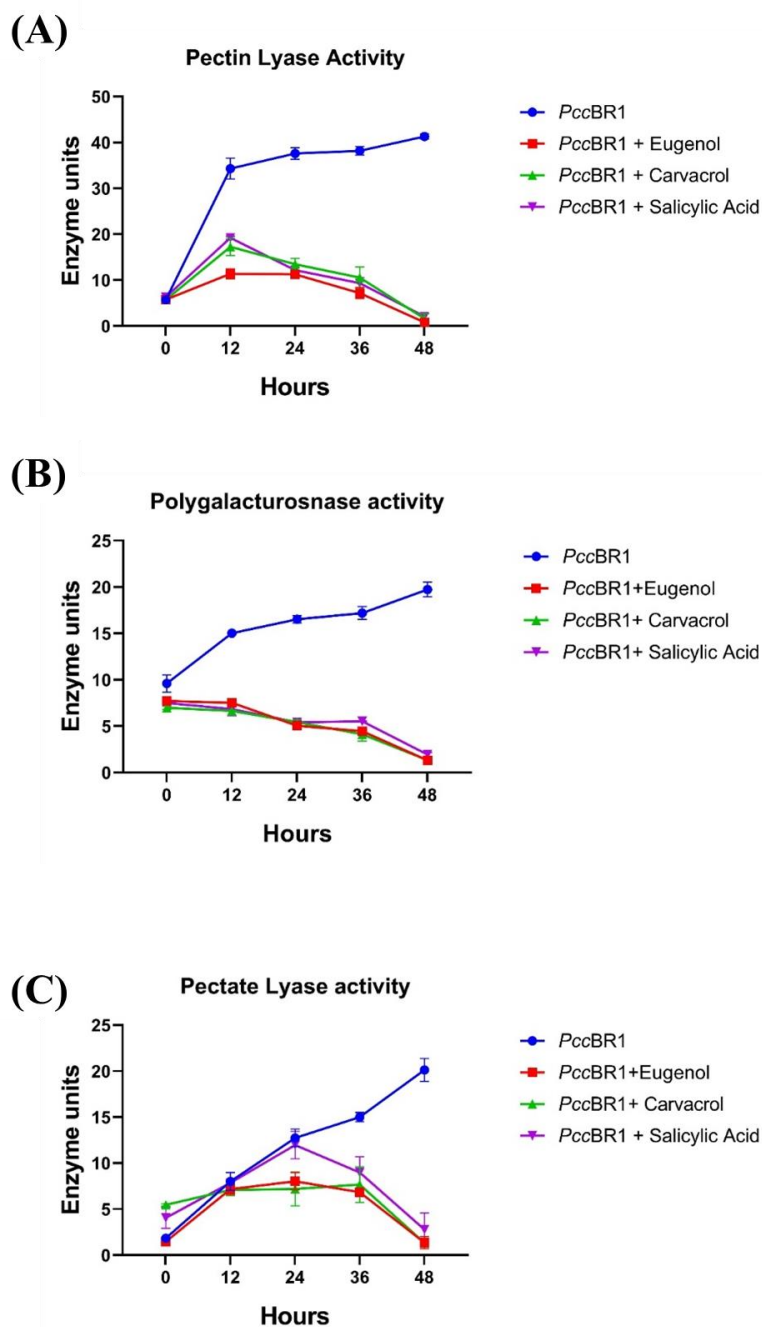 (A)
Pectin Lyase Activity
50
40
30
20
10
0
Enzyme units
0 12 24 36 48
Hours
PccBR1
PccBR1 + Eugenol
PccBR1 + Carvacrol
PccBR1 + Salicylic Acid
(B)
Polygalacturosnase activity
25
20
15
10
5
0
Enzyme units
0 12 24 36 48
Hours
PccBR1
PccBR1+Eugenol
PccBR1+ Carvacrol
PccBR1+ Salicylic Acid
(C)
Pectate Lyase activity
25
20
15
10
5
0
Enzyme units
0 12 24 36 48
Hours
PccBR1
PccBR1+Eugenol
PccBR1+ Carvacrol
PccBR1 + Salicylic Acid